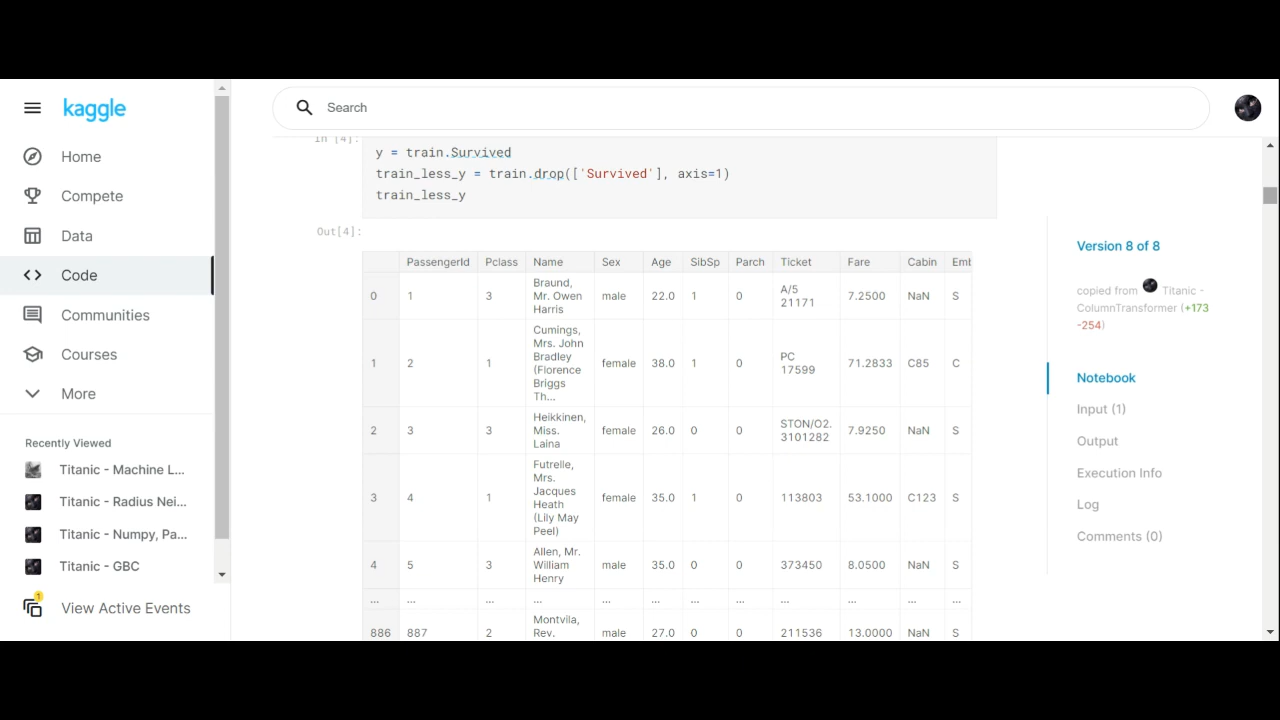 kaggle
Search
Home
Compete
Data
Code
Communities
Courses
More
Recently Viewed
Titanic - Machine L...
Titanic - Radius Nei...
Titanic - Numpy, Pa...
Titanic - GBC
1
View Active Events
In [4]:
y = train.Survived
train_less_y = train.drop(['Survived'], axis=1)
train_less_y
Out[4]:
PassengerId Pclass Name Sex Age SibSp Parch Ticket Fare Cabin Emb
0 1 3 Braund, Mr. Owen Harris male 22.0 1 0 A/5 21171 7.2500 NaN S
1 2 1 Cumings, Mrs. John Bradley (Florence Briggs Th... female 38.0 1 0 PC 17599 71.2833 C85 C
2 3 3 Heikkinen, Miss. Laina female 26.0 0 0 STON/O2. 3101282 7.9250 NaN S
3 4 1 Futrelle, Mrs. Jacques Heath (Lily May Peel) female 35.0 1 0 113803 53.1000 C123 S
4 5 3 Allen, Mr. William Henry male 35.0 0 0 373450 8.0500 NaN S
... ... ... ... ... ... ... ... ... ... ... ...
886 887 2 Montvila, Rev. male 27.0 0 0 211536 13.0000 NaN S
Version 8 of 8
copied from Titanic -
ColumnTransformer (+173
-254)
Notebook
Input (1)
Output
Execution Info
Log
Comments (0)